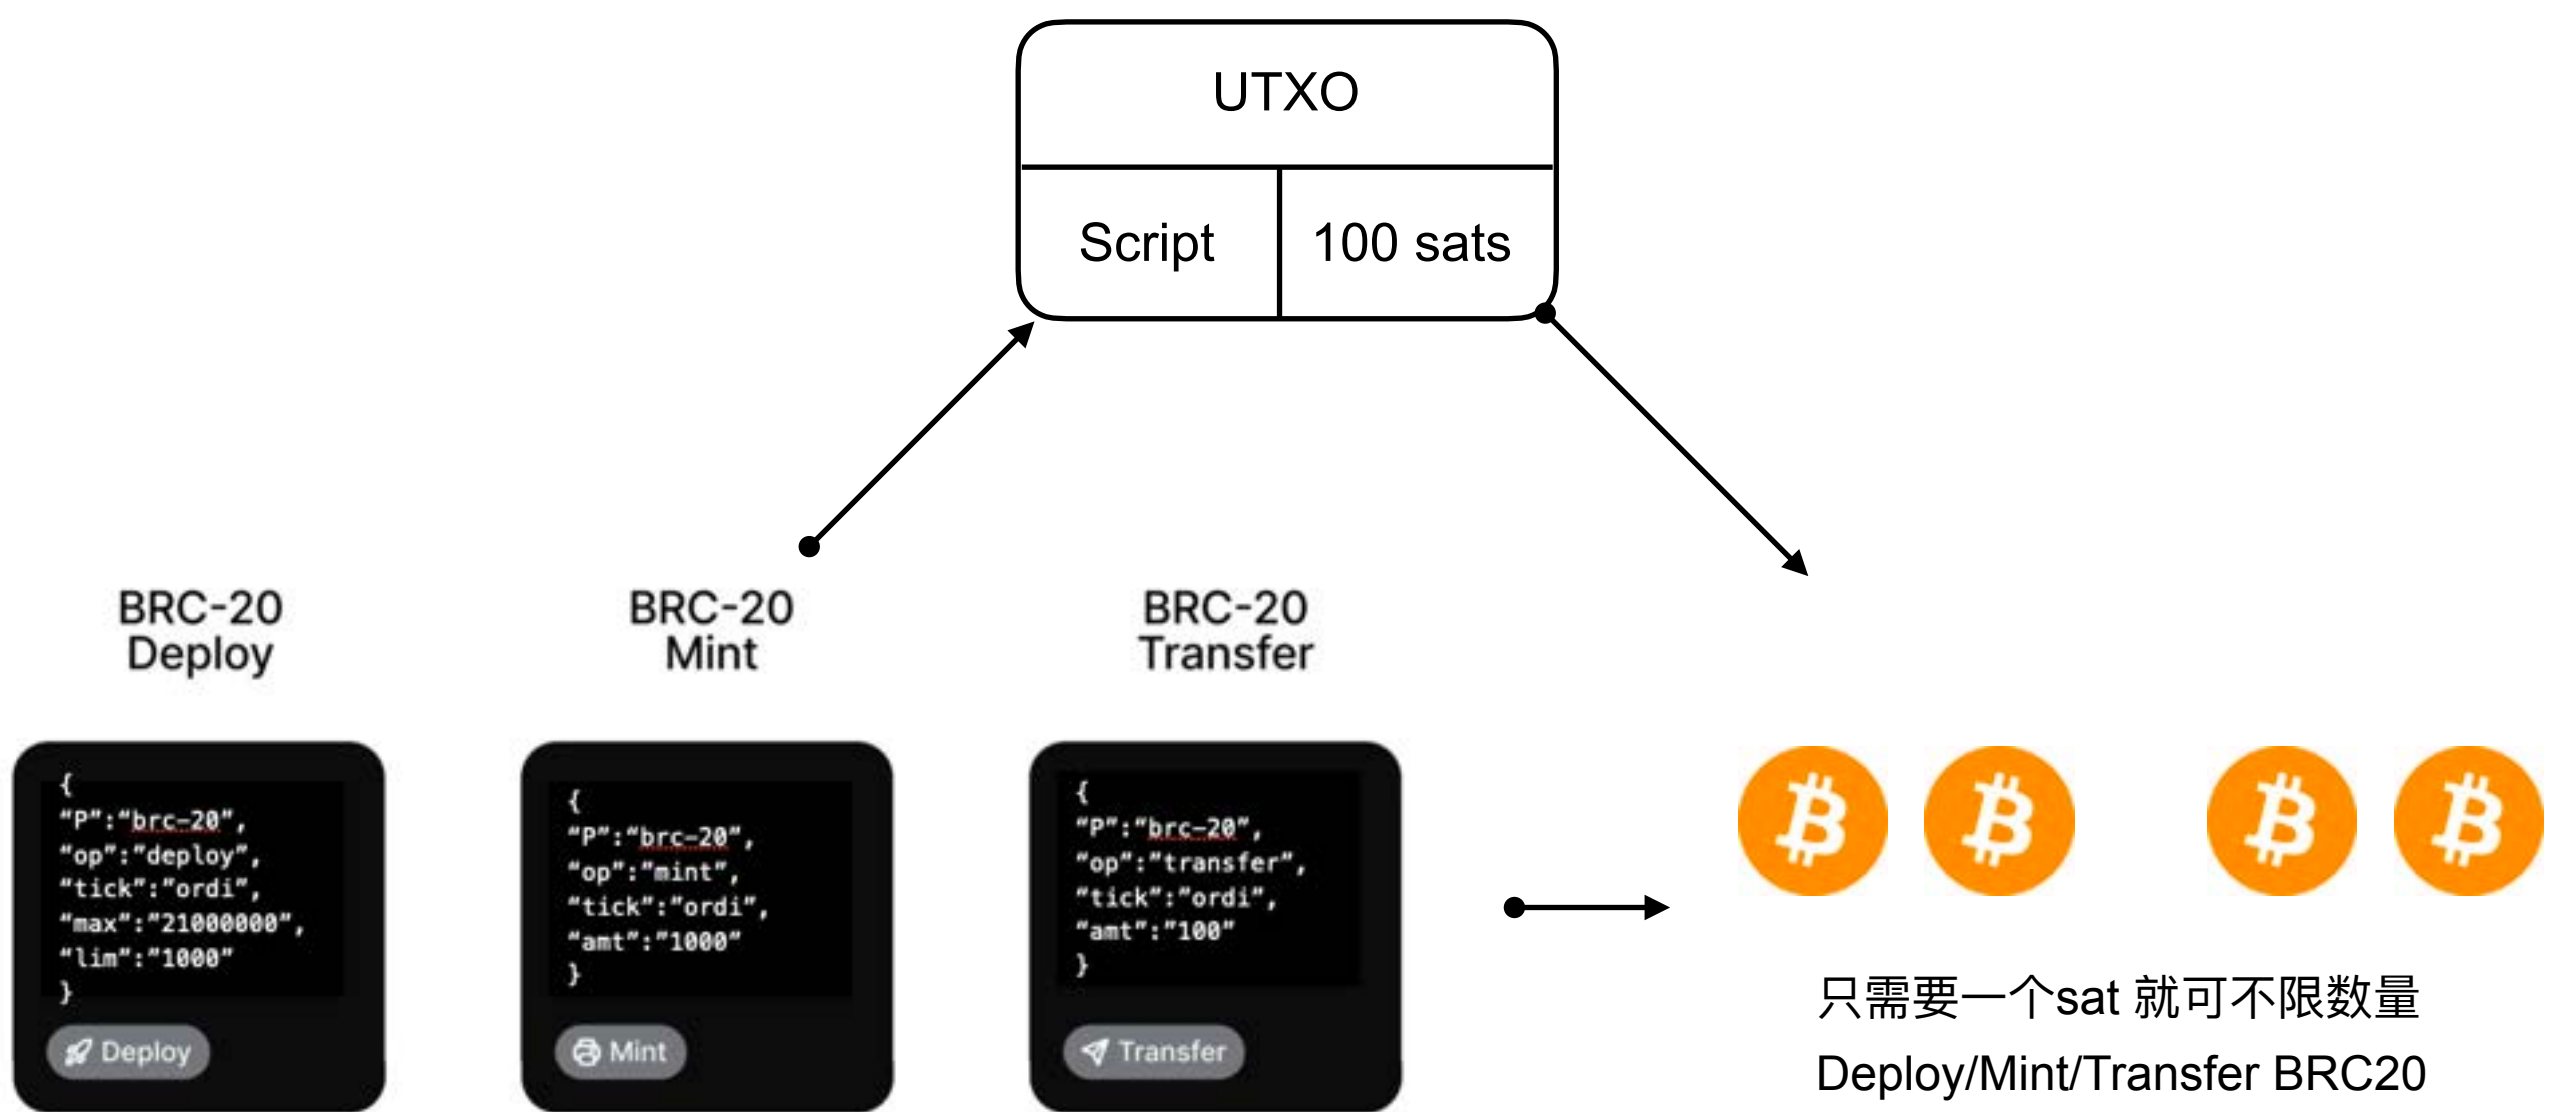 UTXO
Script
100 sats
BRC-20
Deploy
{
“P”:“brc-20”,
“op”:”deploy”,
“tick”:”ordi”,
“max”:”21000000”,
“lim”:”1000”
}
Deploy
BRC-20
Mint
{
“P”:“brc-20”,
“op”:”mint”,
“tick”:”ordi”,
“amt”:”1000”
}
Mint
BRC-20
Transfer
{
“P”:“brc-20”,
“op”:”transfer”,
“tick”:”ordi”,
“amt”:”100”
}
Transfer
只需要一个sat 就可不限数量
Deploy/Mint/Transfer BRC20